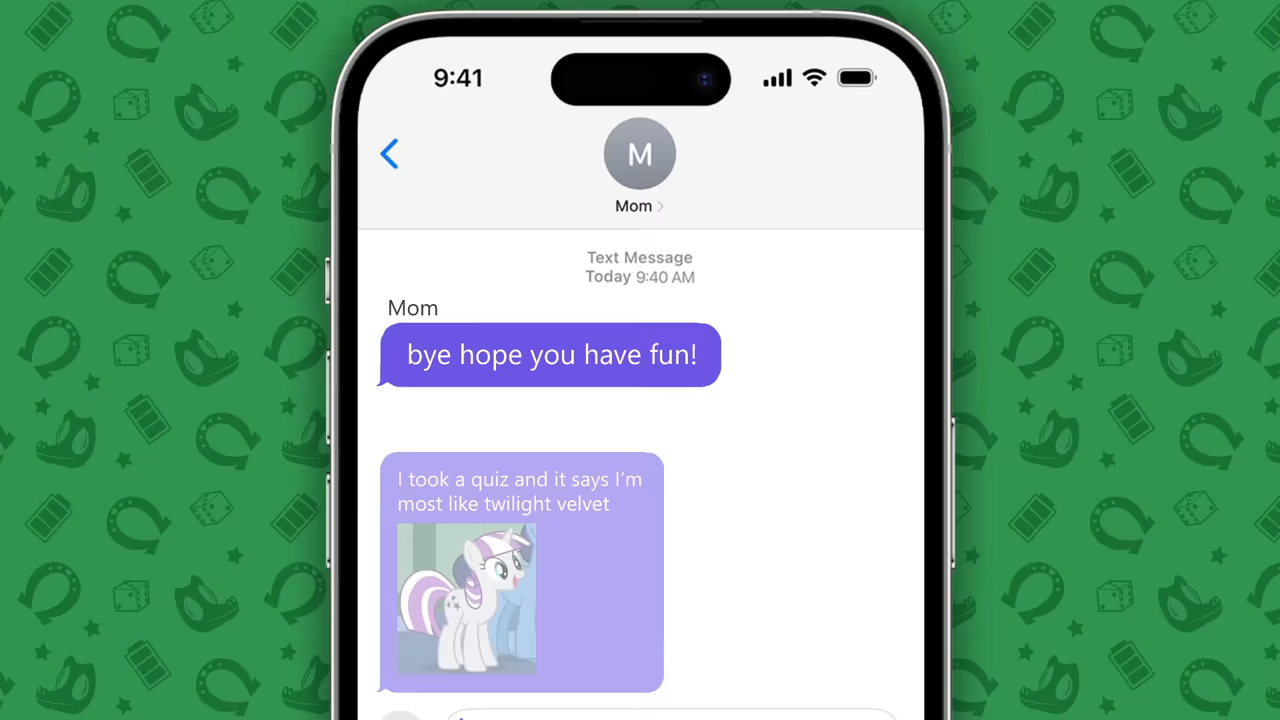 9:41
M
Mom
Text Message
Today 9:40 AM
Mom
bye hope you have fun!
I took a quiz and it says I’m
most like twilight velvet